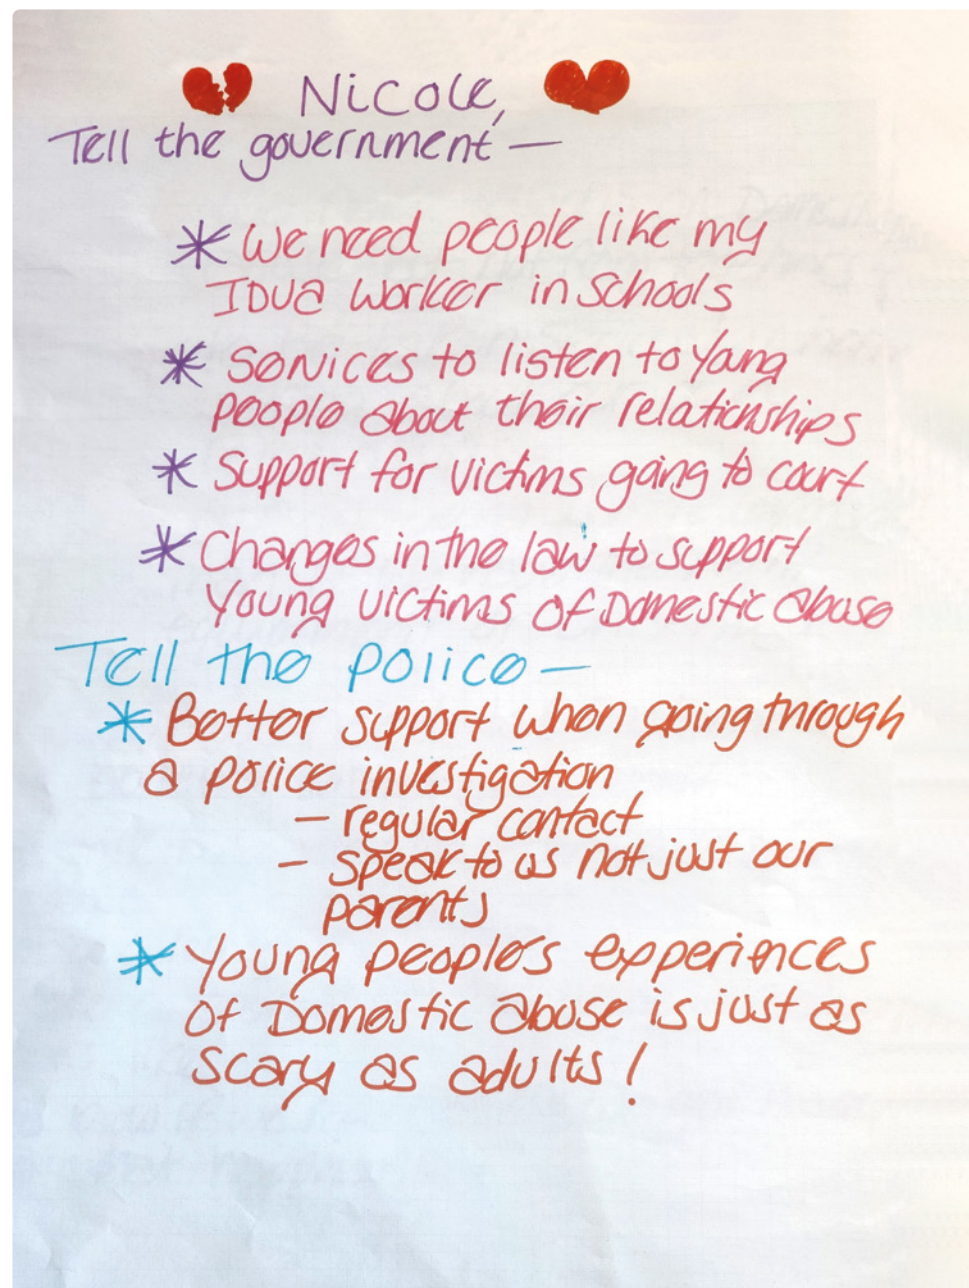 Nicole,
Tell the government —
* We need people like my
IDVA worker in Schools
* Services to listen to Young
people about their relationships
* Support for victims going to court
* Changes in the law to support
Young victims of Domestic abuse
Tell the police —
* Better support when going through
a police investigation
– regular contact
– speak to us not just our
parents
* Young people's experiences
of Domestic abuse is just as
scary as adults!